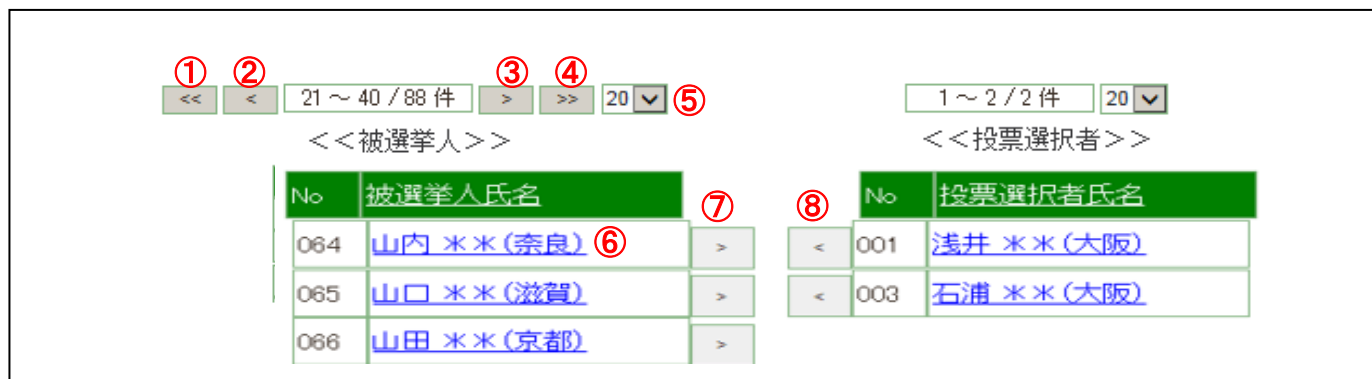 ① ② ③ ④
<< < 21 ～ 40 / 88 件 > >> 20 ⑤ 1 ～ 2 / 2 件 20
＜＜被選挙人＞＞ ＜＜投票選択者＞＞
No 被選挙人氏名 ⑦ ⑧ No 投票選択者氏名
064 山内 ＊＊(奈良) ⑥ > < 001 浅井 ＊＊(大阪)
065 山口 ＊＊(滋賀) > < 003 石浦 ＊＊(大阪)
066 山田 ＊＊(京都) >